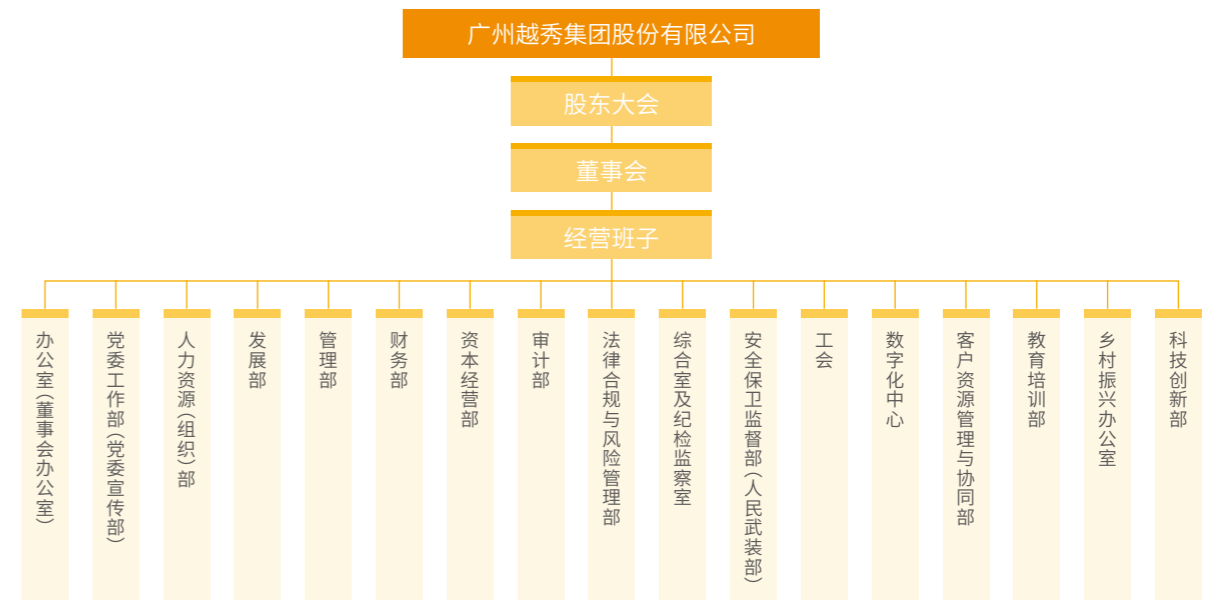 广州越秀集团股份有限公司
股东大会
董事会
经营班子
办公室(董事会办公室)
党委工作部(党委宣传部)
人力资源(组织)部
发展部
管理部
财务部
资本经营部
审计部
法律合规与风险管理部
综合室及纪检监察室
安全保卫监督部(人民武装部)
工会
数字化中心
客户资源管理与协同部
教育培训部
乡村振兴办公室
科技创新部